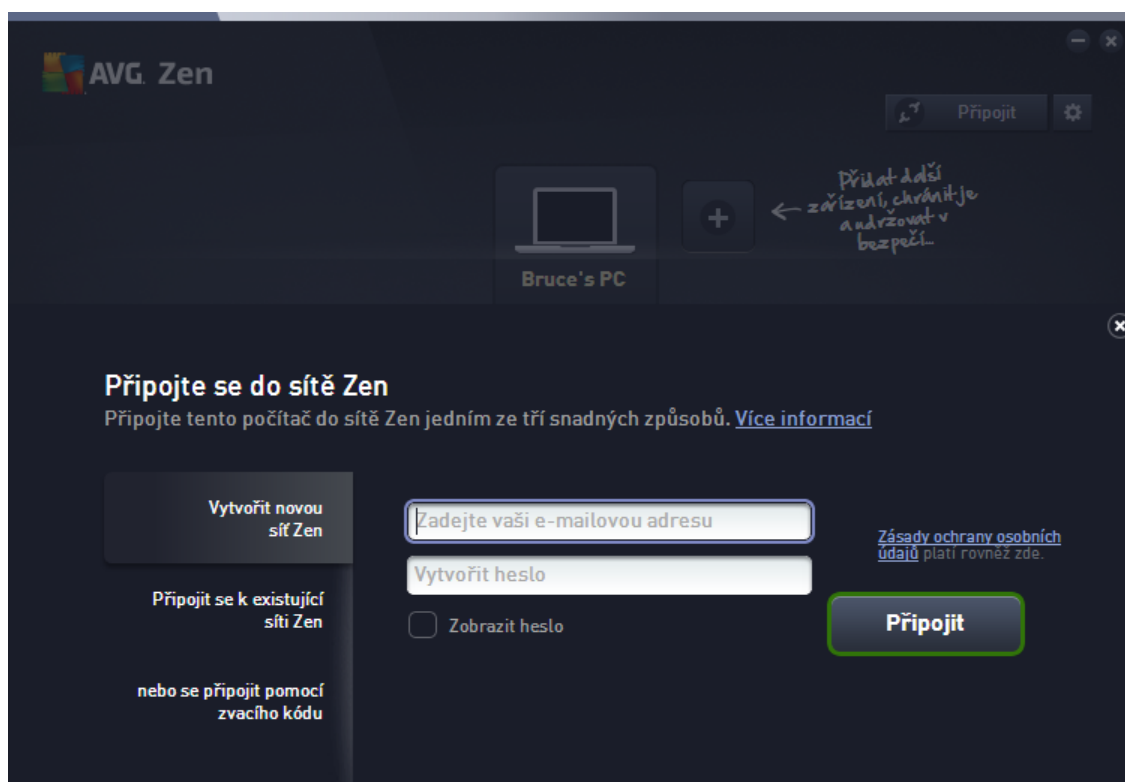 AVG. Zen
Připojit
Přidat další
zařízení, chránit je
a udržovat v
bezpečí...
Bruce's PC
Připojte se do sítě Zen
Připojte tento počítač do sítě Zen jedním ze tří snadných způsobů. Více informací
Vytvořit novou
síť Zen
Zadejte vaši e-mailovou adresu
Vytvořit heslo
Zobrazit heslo
Zásady ochrany osobních
údajů platí rovněž zde.
Připojit
Připojit se k existující
síti Zen
nebo se připojit pomocí
zvacího kódu